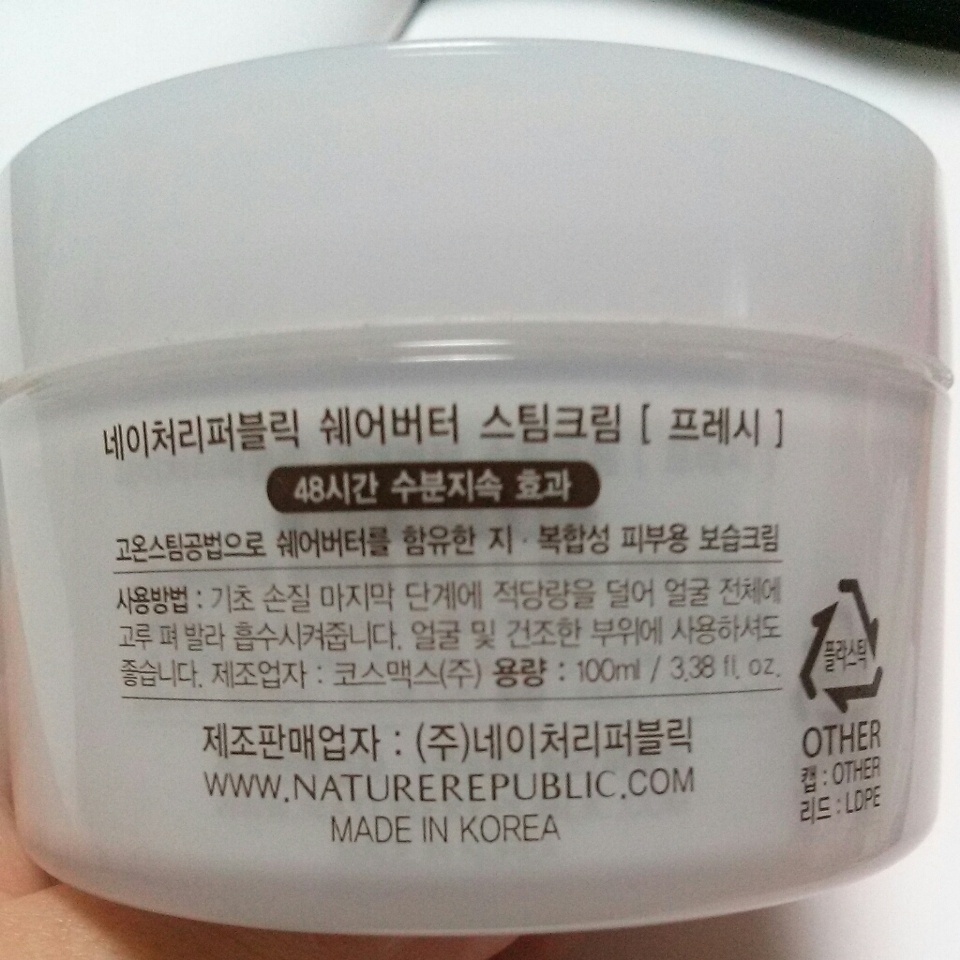 네이처리퍼블릭 쉐어버터 스팀크림 [ 프레시 ]
48시간 수분지속 효과
고온스팀공법으로 쉐어버터를 함유한 지·복합성 피부용 보습크림
사용방법 : 기초 손질 마지막 단계에 적당량을 덜어 얼굴 전체에
고루 펴 발라 흡수시켜줍니다. 얼굴 및 건조한 부위에 사용하셔도
좋습니다. 제조업자 : 코스맥스(주) 용량 : 100ml / 3.38 fl. oz.
제조판매업자 : (주)네이처리퍼블릭
WWW.NATUREREPUBLIC.COM
MADE IN KOREA
플라스틱
OTHER
캡 : OTHER
리드 : LDPE